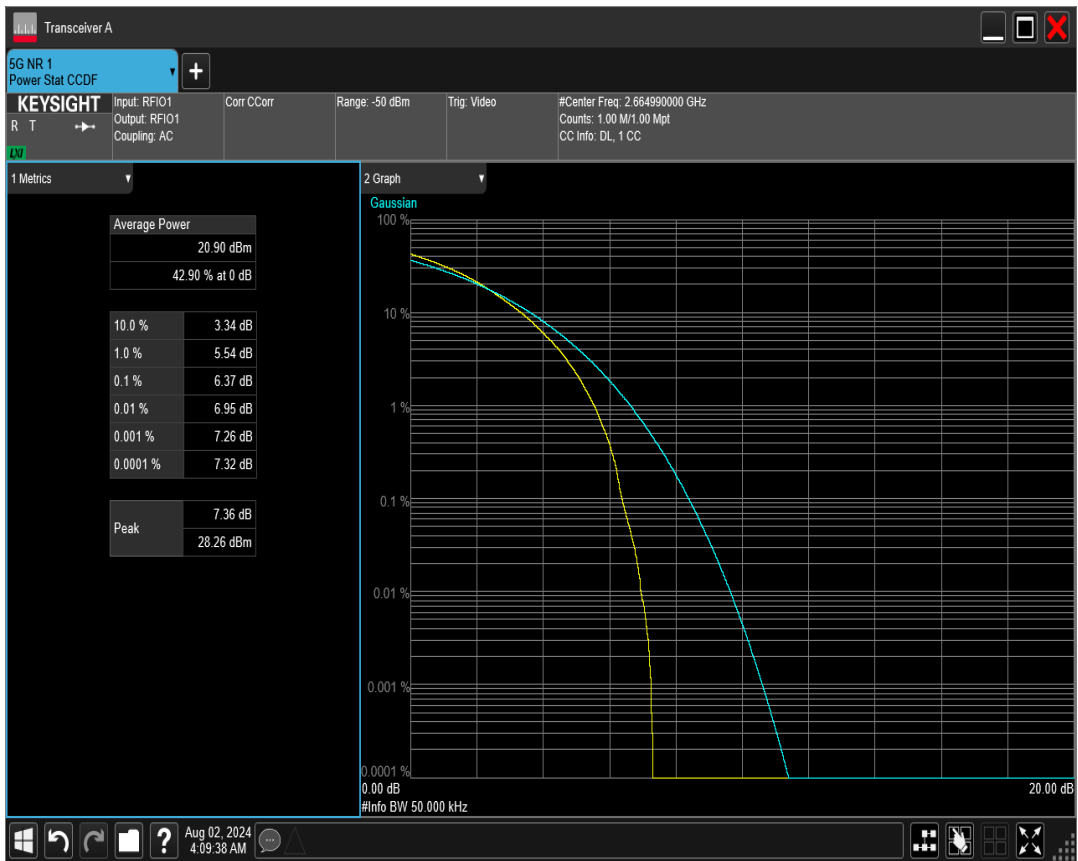 Transceiver A
5G NR 1
Power Stat CCDF
KEYSIGHT
R T
LXI
Input: RFIO1
Output: RFIO1
Coupling: AC
Corr CCorr
Range: -50 dBm
Trig: Video
#Center Freq: 2.664990000 GHz
Counts: 1.00 M/1.00 Mpt
CC Info: DL, 1 CC
1 Metrics
Average Power
20.90 dBm
42.90 % at 0 dB
10.0 % 3.34 dB
1.0 % 5.54 dB
0.1 % 6.37 dB
0.01 % 6.95 dB
0.001 % 7.26 dB
0.0001 % 7.32 dB
Peak 7.36 dB
28.26 dBm
2 Graph
Gaussian
100 %
10 %
1 %
0.1 %
0.01 %
0.001 %
0.0001 %
0.00 dB 20.00 dB
#Info BW 50.000 kHz
?
Aug 02, 2024
4:09:38 AM